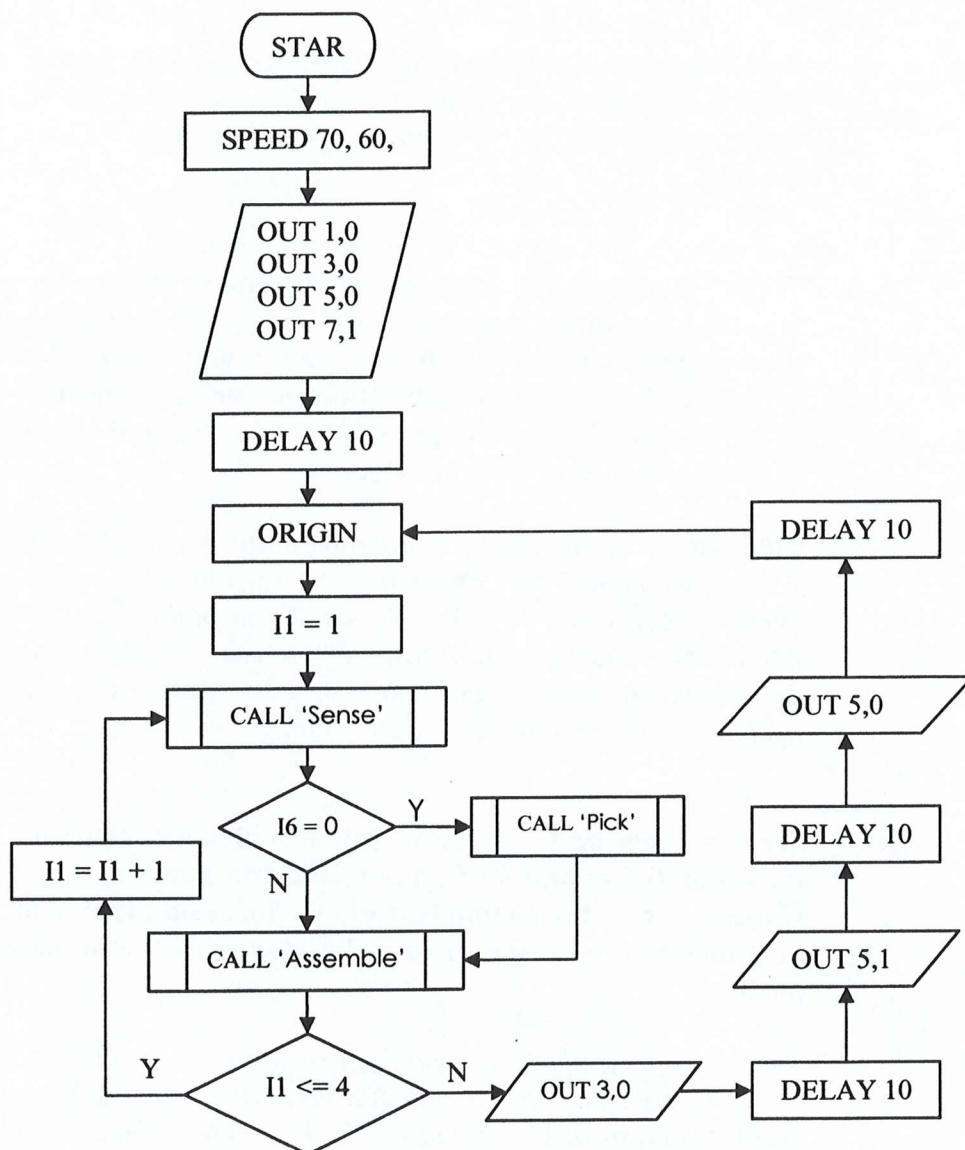 STAR
SPEED 70, 60,
OUT 1,0
OUT 3,0
OUT 5,0
OUT 7,1
DELAY 10
ORIGIN
I1 = 1
CALL 'Sense'
I6 = 0
Y
CALL 'Pick'
N
CALL 'Assemble'
I1 <= 4
Y
I1 = I1 + 1
N
OUT 3,0
DELAY 10
OUT 5,1
DELAY 10
OUT 5,0
DELAY 10